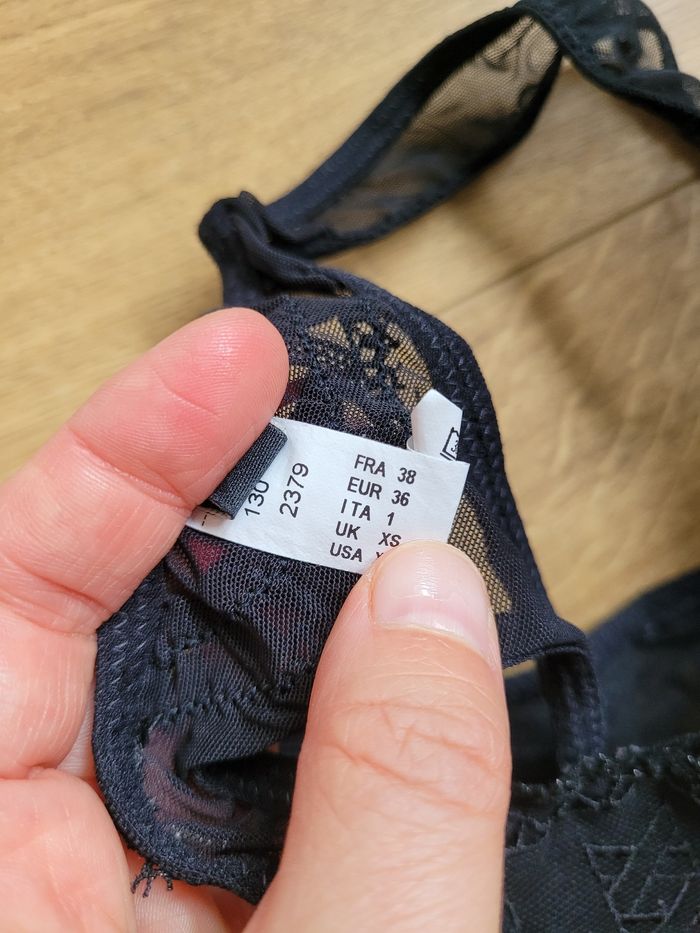 FRA 38
EUR 36
ITA 1
UK XS
USA
130
2379